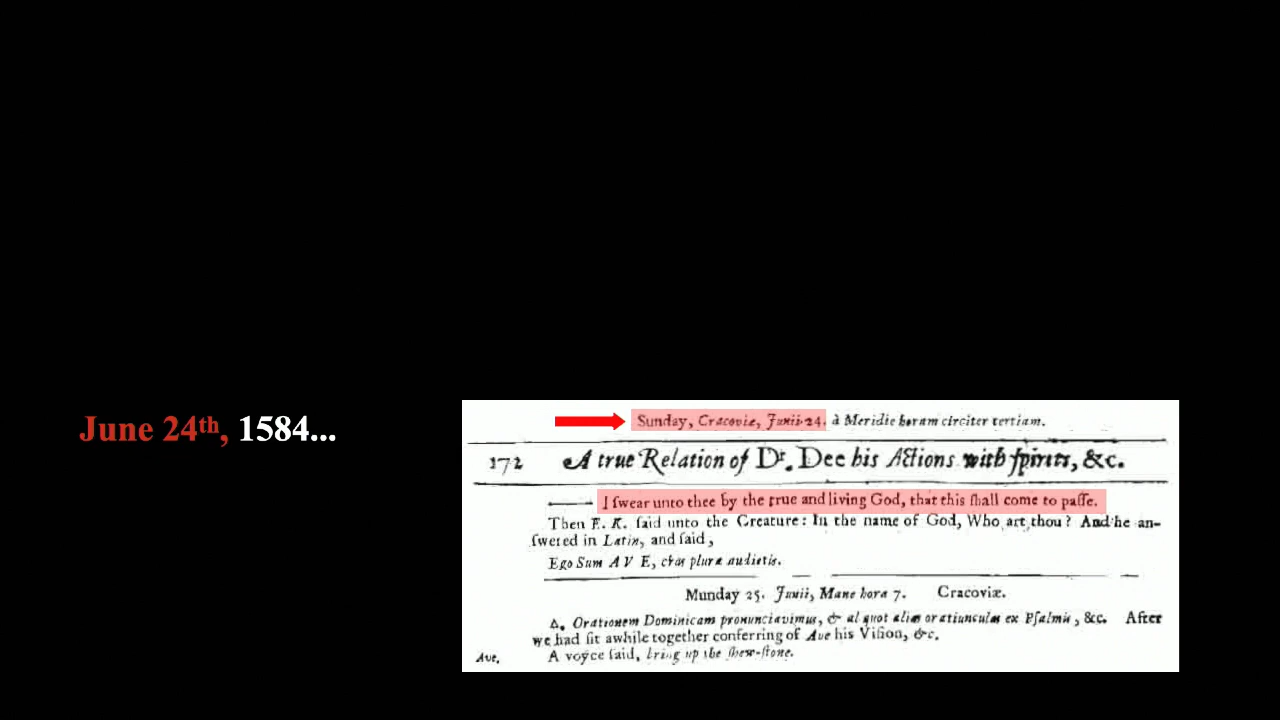 June 24th, 1584...
Sunday, Cracoviæ, Junii 24. à Meridie horam circiter tertiam.
172 A true Relation of Dr. Dee his Actions with ſpirits, &c.
I ſwear unto thee by the true and living God, that this ſhall come to paſſe.
Then E. K. ſaid unto the Creature: In the name of God, Who art thou? And he an-
ſwered in Latin, and ſaid,
Ego Sum A V E, cras plura audietis.
Munday 25. Junii, Mane hora 7. Cracoviæ.
Δ. Orationem Dominicam pronunciavimus, & aliquot alias oratiunculas ex Pſalmis, &c. After
we had ſit awhile together conferring of Ave his Viſion, &c.
Ave. A voyce ſaid, bring up the ſhew-ſtone.